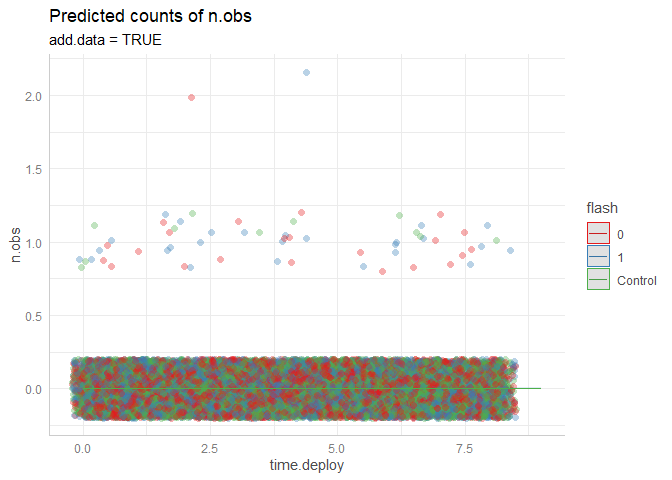 Predicted counts of n.obs
add.data = TRUE
n.obs
2.0
1.5
1.0
0.5
0.0
0.0
2.5
5.0
7.5
time.deploy
flash
0
1
Control